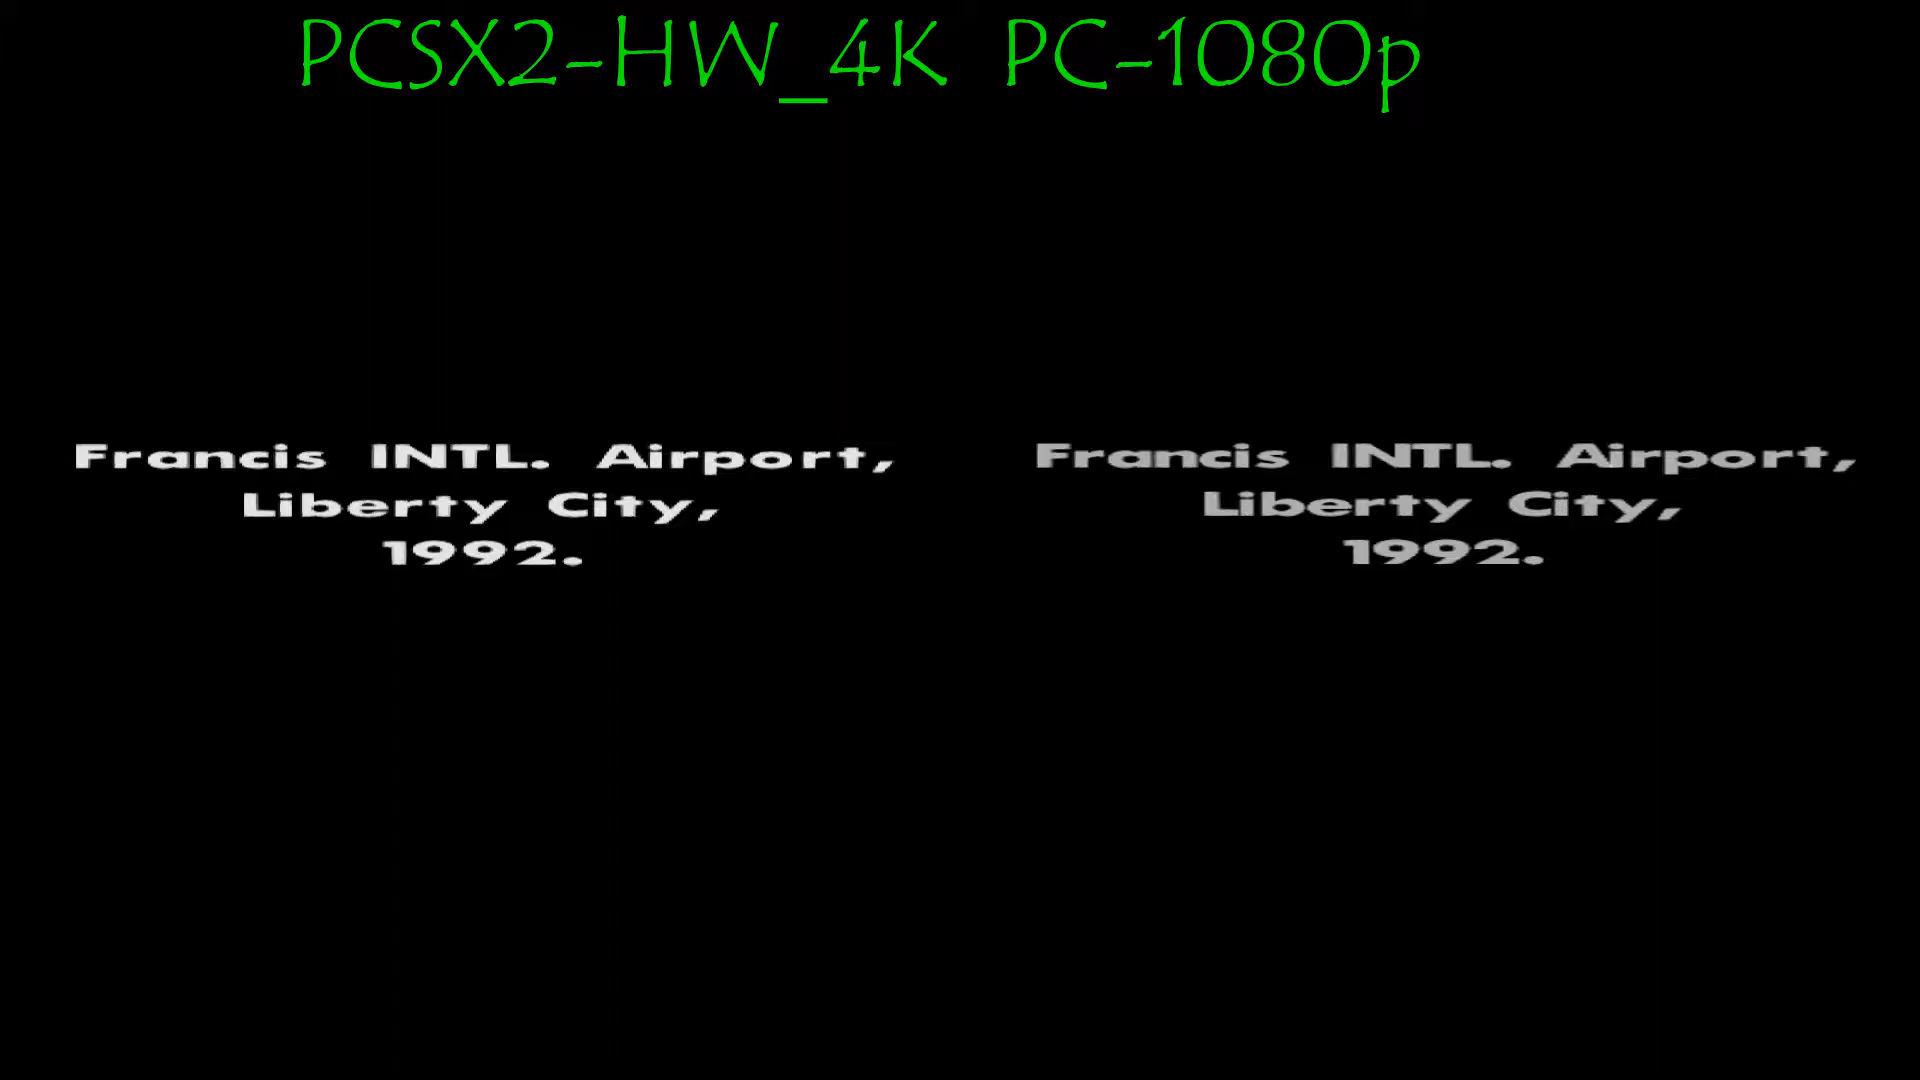 PCSX2-HW_4K PC-1080p
Francis INTL. Airport,
Liberty City,
1992.
Francis INTL. Airport,
Liberty City,
1992.